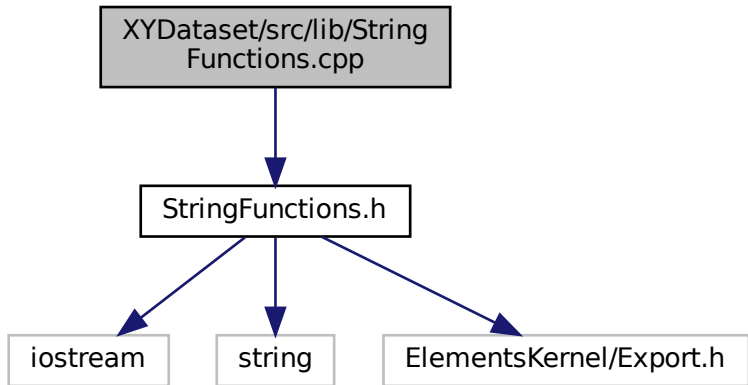 XYDataset/src/lib/String
Functions.cpp
StringFunctions.h
iostream
string
ElementsKernel/Export.h